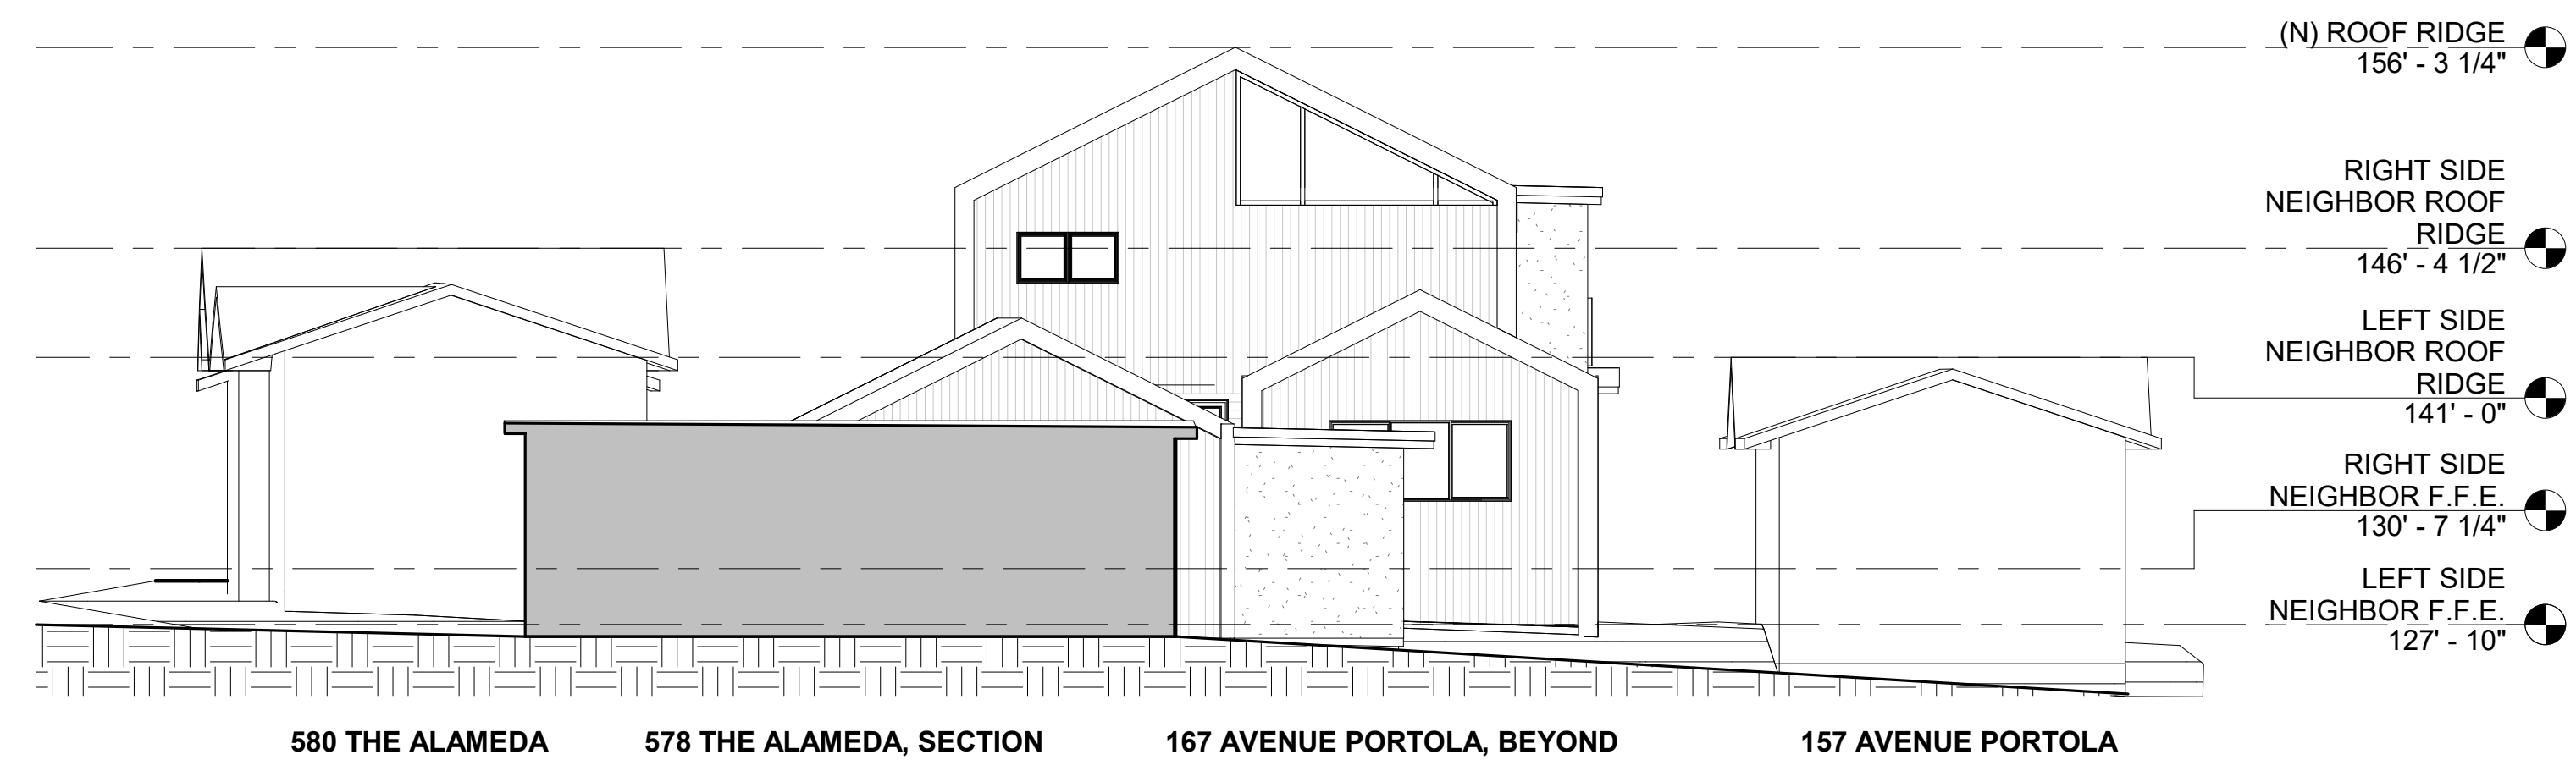 (N) ROOF RIDGE
156' - 3 1/4"
RIGHT SIDE
NEIGHBOR ROOF
RIDGE
146' - 4 1/2"
LEFT SIDE
NEIGHBOR ROOF
RIDGE
141' - 0"
RIGHT SIDE
NEIGHBOR F.F.E.
130' - 7 1/4"
LEFT SIDE
NEIGHBOR F.F.E.
127' - 10"
580 THE ALAMEDA
578 THE ALAMEDA, SECTION
167 AVENUE PORTOLA, BEYOND
157 AVENUE PORTOLA